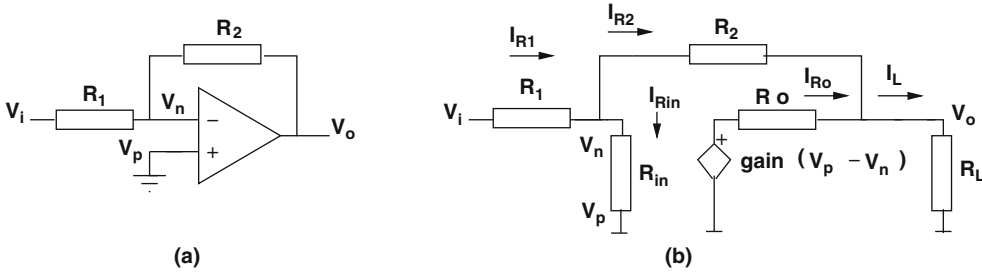 R2
R1
Vi
Vn
−
Vp
+
Vo
(a)
IR1
IR2
R2
R1
Vi
IRin
Ro
IRo
IL
Vo
Vn
+
gain (Vp − Vn)
Rin
RL
Vp
(b)